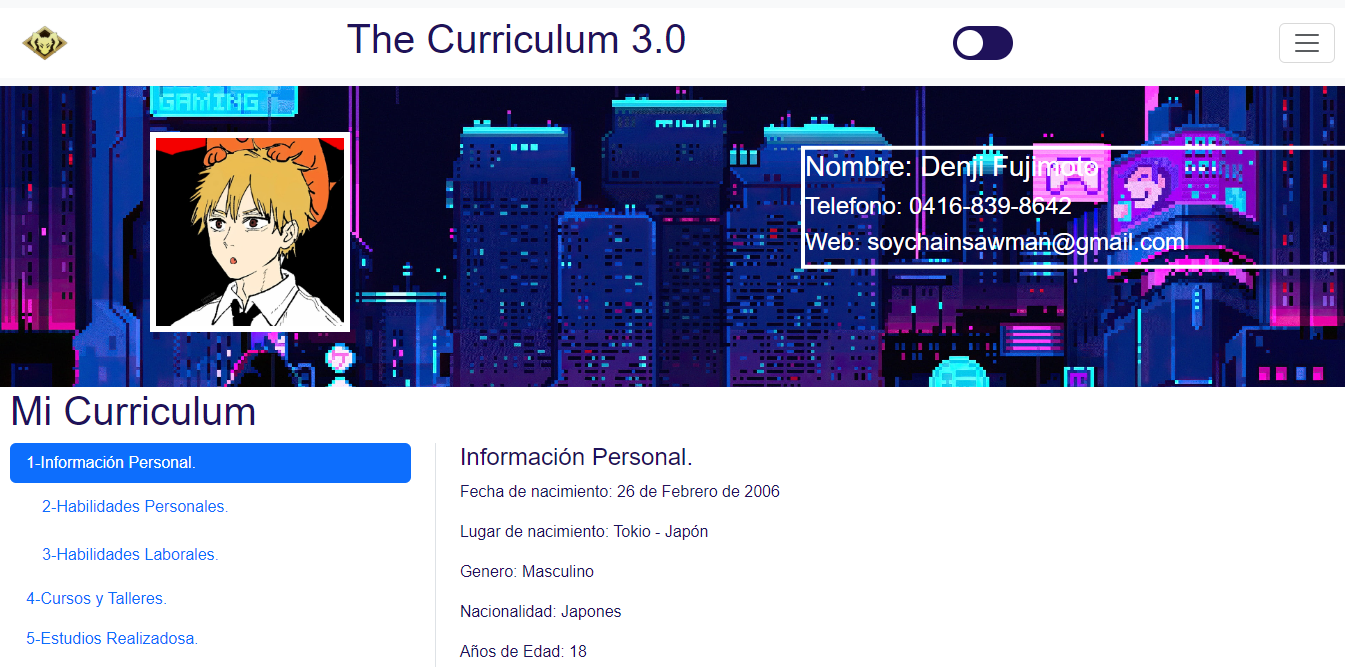 The Curriculum 3.0
GAMING
Nombre: Denji Fujimoto
Telefono: 0416-839-8642
Web: soychainsawman@gmail.com
Mi Curriculum
1-Información Personal.
2-Habilidades Personales.
3-Habilidades Laborales.
4-Cursos y Talleres.
5-Estudios Realizadosa.
Información Personal.
Fecha de nacimiento: 26 de Febrero de 2006
Lugar de nacimiento: Tokio - Japón
Genero: Masculino
Nacionalidad: Japones
Años de Edad: 18